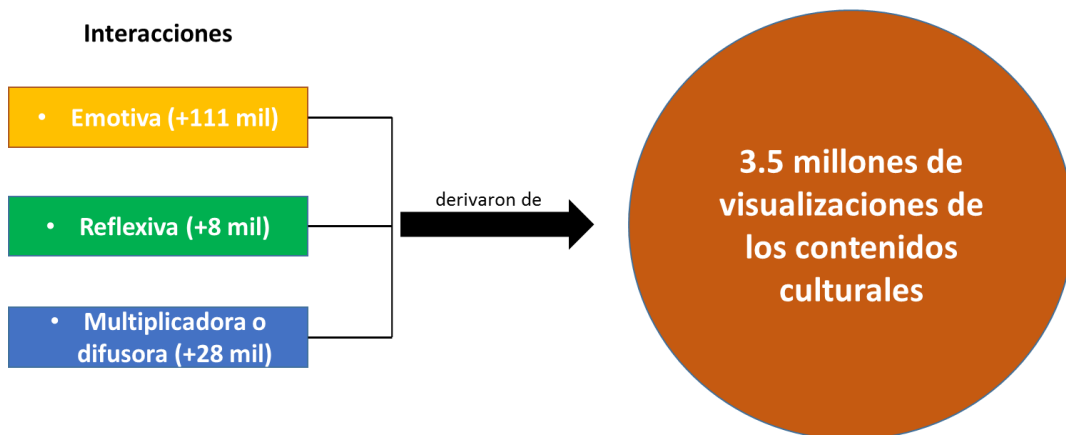 Interacciones
• Emotiva (+111 mil)
• Reflexiva (+8 mil)
• Multiplicadora o
difusora (+28 mil)
derivaron de
3.5 millones de
visualizaciones de
los contenidos
culturales